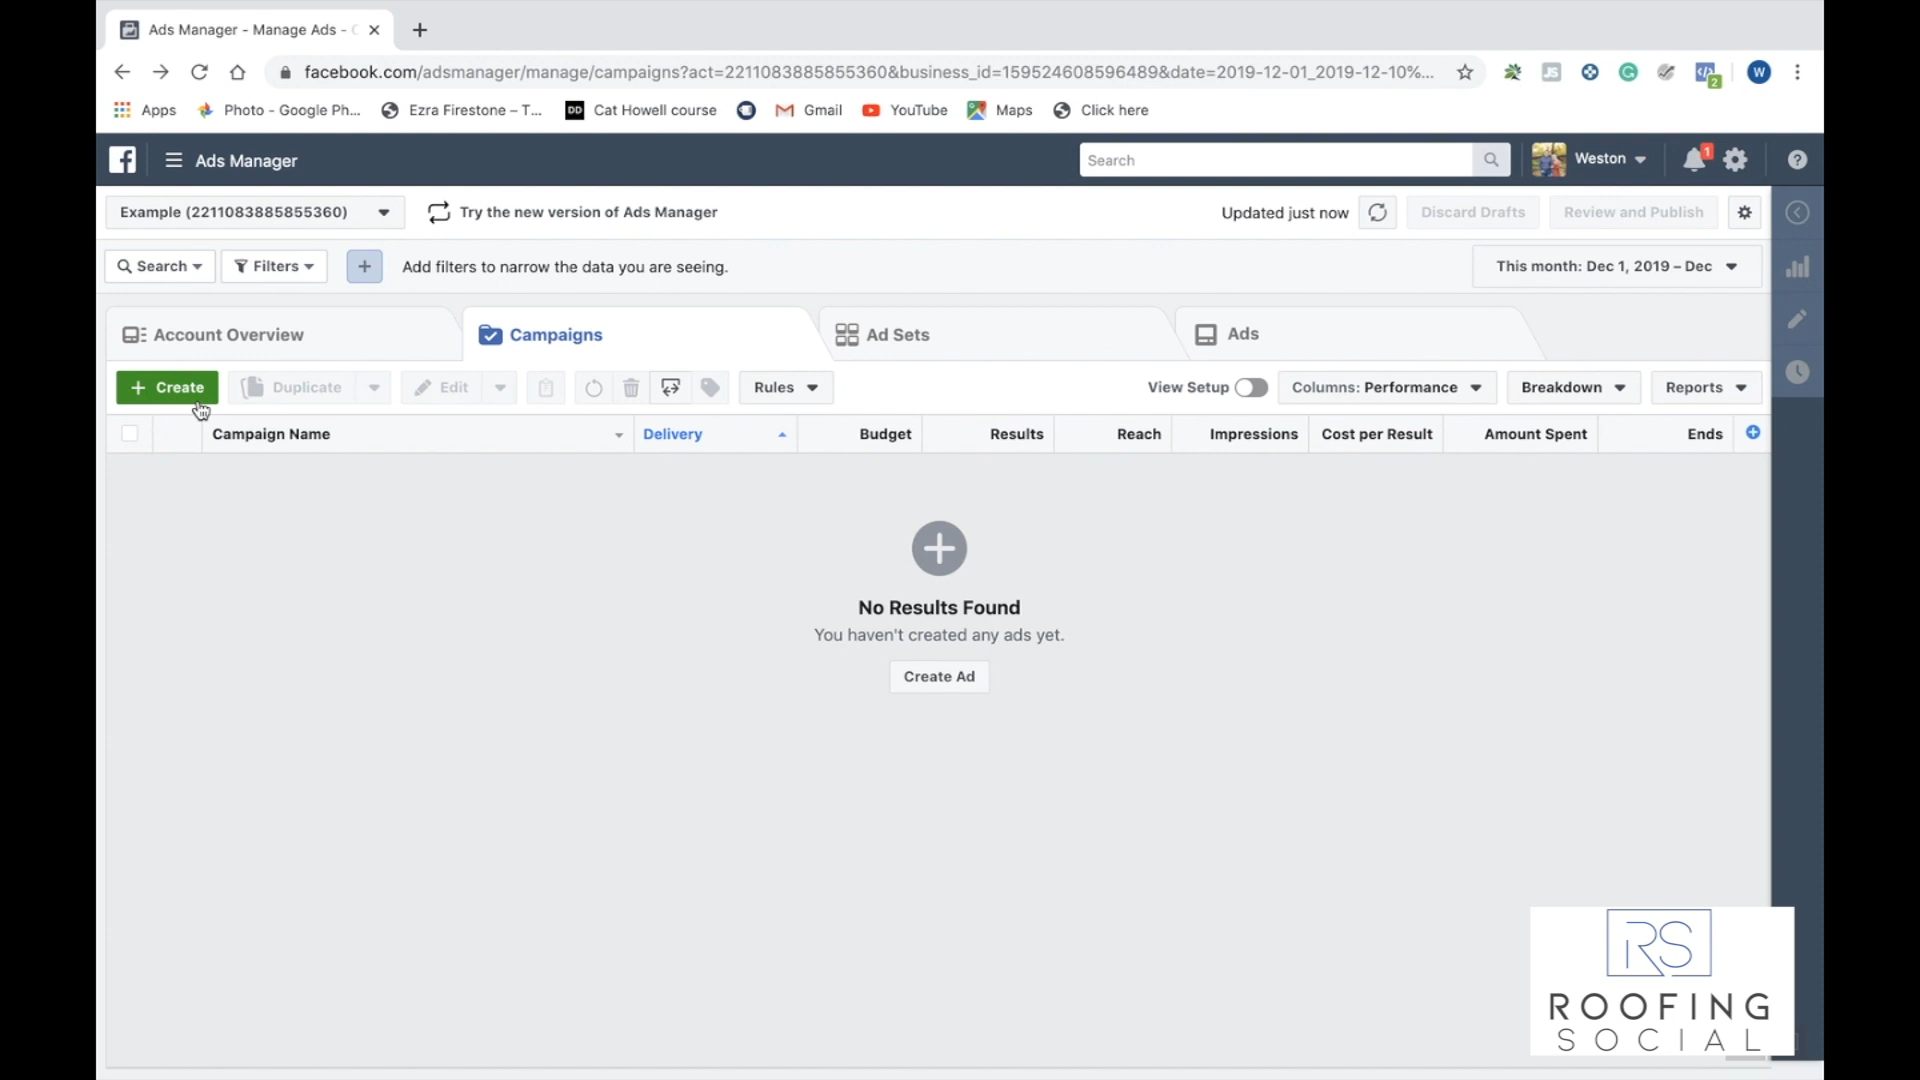 Ads Manager - Manage Ads -
facebook.com/adsmanager/manage/campaigns?act=2211083885855360&business_id=159524608596489&date=2019-12-01_2019-12-10%...
JS
2
W
Apps
Photo - Google Ph...
Ezra Firestone – T...
DD Cat Howell course
Gmail
YouTube
Maps
Click here
Ads Manager
Search
Weston
1
Example (2211083885855360)
Try the new version of Ads Manager
Updated just now
Discard Drafts
Review and Publish
Search
Filters
Add filters to narrow the data you are seeing.
This month: Dec 1, 2019 – Dec
Account Overview
Campaigns
Ad Sets
Ads
+ Create
Duplicate
Edit
Rules
View Setup
Columns: Performance
Breakdown
Reports
Campaign Name
Delivery
Budget
Results
Reach
Impressions
Cost per Result
Amount Spent
Ends
No Results Found
You haven't created any ads yet.
Create Ad
RS
ROOFING
SOCIAL